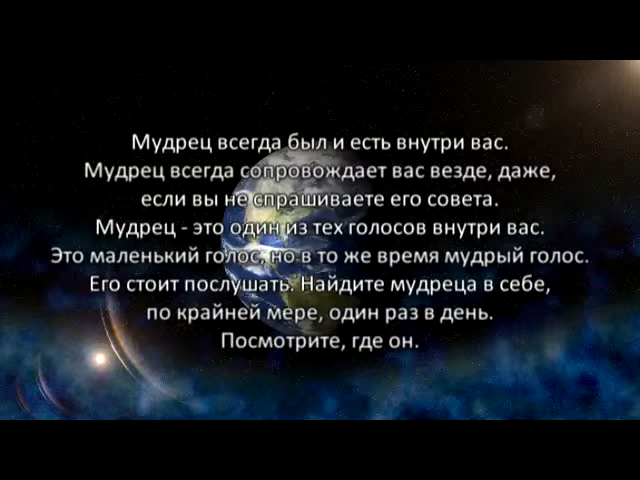 Мудрец всегда был и есть внутри вас.
Мудрец всегда сопровождает вас везде, даже,
если вы не спрашиваете его совета.
Мудрец - это один из тех голосов внутри вас.
Это маленький голос, но в то же время мудрый голос.
Его стоит послушать. Найдите мудреца в себе,
по крайней мере, один раз в день.
Посмотрите, где он.